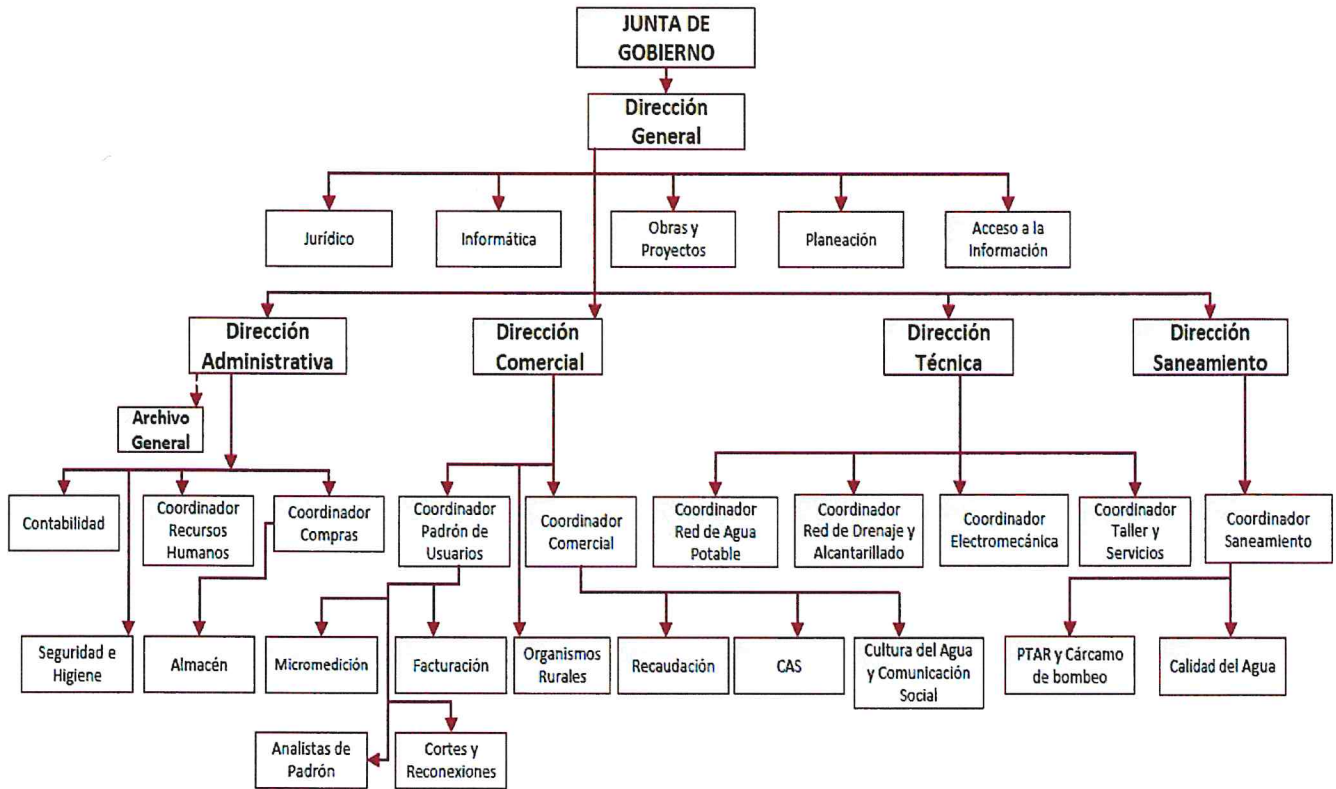 JUNTA DE
GOBIERNO
Dirección
General
Jurídico
Informática
Obras y
Proyectos
Planeación
Acceso a la
Información
Dirección
Administrativa
Dirección
Comercial
Dirección
Técnica
Dirección
Saneamiento
Archivo
General
Contabilidad
Coordinador
Recursos
Humanos
Coordinador
Compras
Coordinador
Padrón de
Usuarios
Coordinador
Comercial
Coordinador
Red de Agua
Potable
Coordinador
Red de Drenaje y
Alcantarillado
Coordinador
Electromecánica
Coordinador
Taller y
Servicios
Coordinador
Saneamiento
Seguridad e
Higiene
Almacén
Micromedición
Facturación
Organismos
Rurales
Recaudación
CAS
Cultura del Agua
y Comunicación
Social
PTAR y Cárcamo
de bombeo
Calidad del Agua
Analistas de
Padrón
Cortes y
Reconexiones